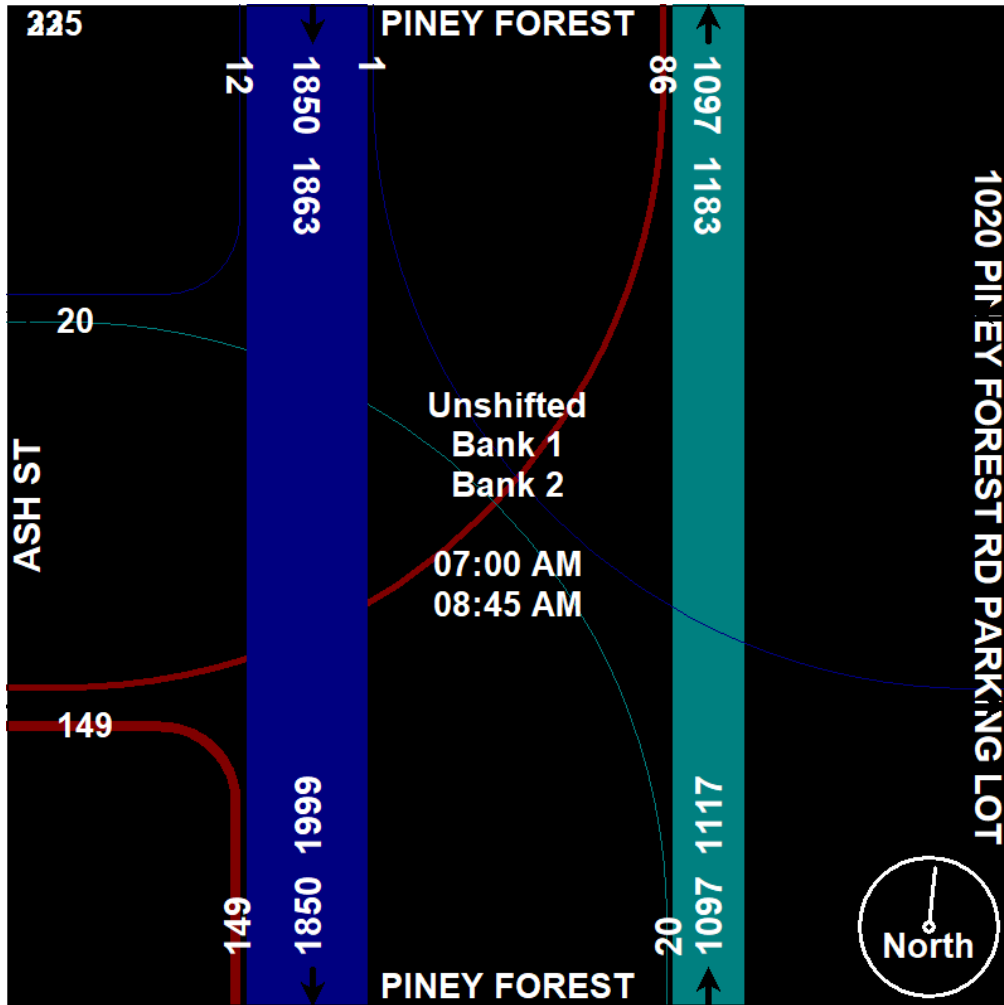 PINEY FOREST
12
1850 1863
1
86
1097 1183
1020 PINEY FOREST RD PARKING LOT
20
ASH ST
Unshifted
Bank 1
Bank 2
07:00 AM
08:45 AM
149
149
1850 1999
20
1097 1117
PINEY FOREST
North